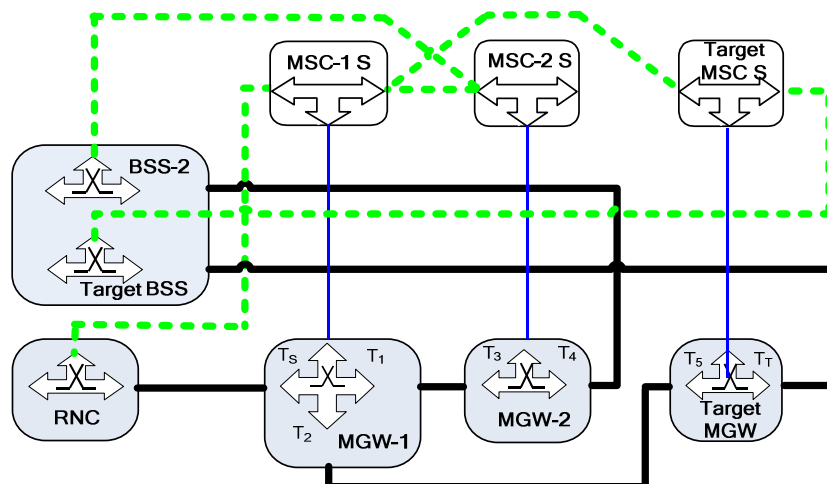 MSC-1 S
MSC-2 S
Target
MSC S
BSS-2
Target BSS
RNC
TS
T1
T2
MGW-1
T3
T4
MGW-2
T5
TT
Target
MGW